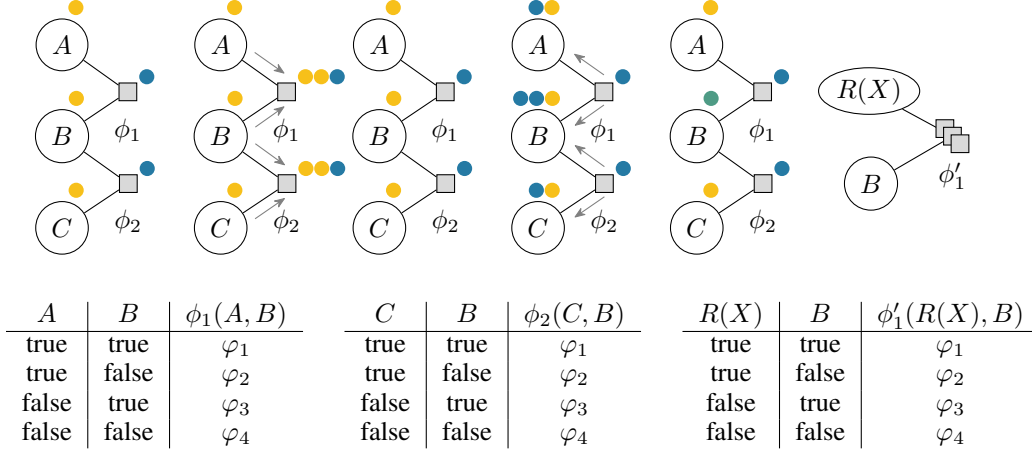 A A A A A R(X)
ϕ₁ ϕ₁ ϕ₁ ϕ₁ ϕ₁
B B B B B B ϕ′₁
ϕ₂ ϕ₂ ϕ₂ ϕ₂ ϕ₂
C C C C C
A B ϕ₁(A, B) C B ϕ₂(C, B) R(X) B ϕ′₁(R(X), B)
true true φ₁ true true φ₁ true true φ₁
true false φ₂ true false φ₂ true false φ₂
false true φ₃ false true φ₃ false true φ₃
false false φ₄ false false φ₄ false false φ₄